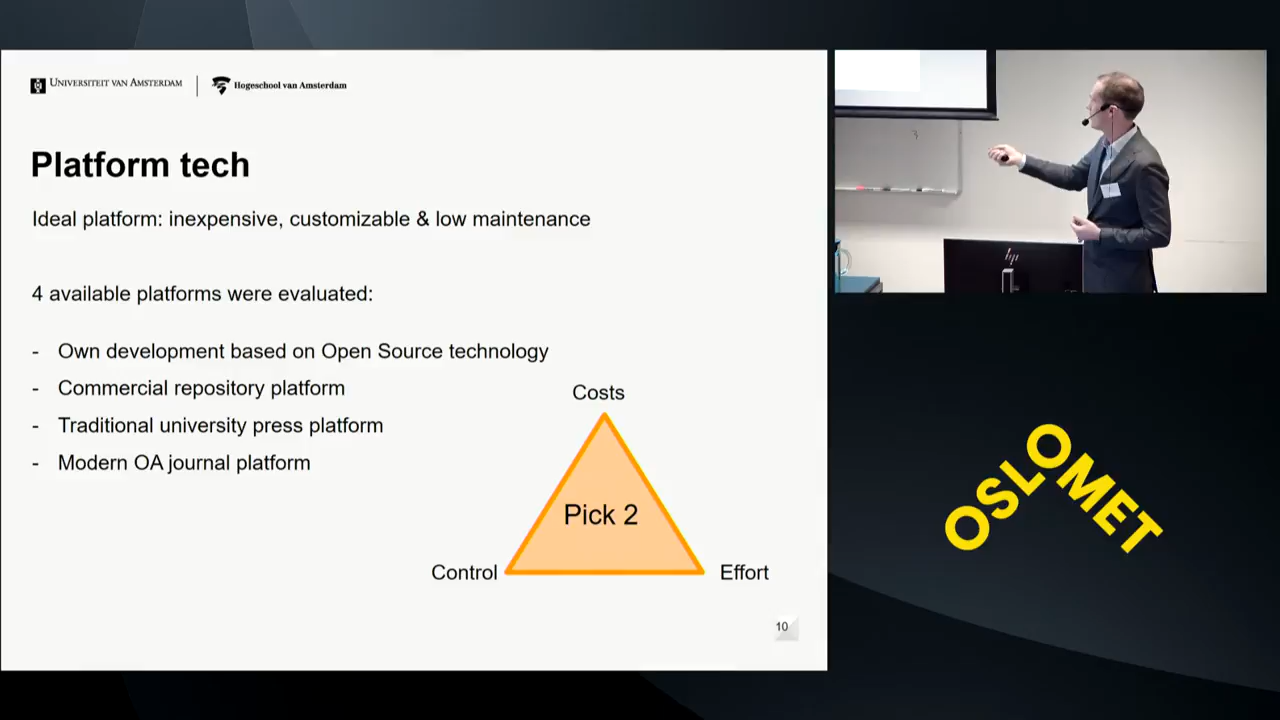 UNIVERSITEIT VAN AMSTERDAM
Hogeschool van Amsterdam
Platform tech
Ideal platform: inexpensive, customizable & low maintenance
4 available platforms were evaluated:
- Own development based on Open Source technology
- Commercial repository platform
- Traditional university press platform
- Modern OA journal platform
Costs
Pick 2
Control
Effort
10
hp
OSLOMET